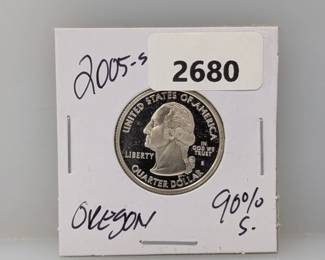 2005-S
2680
UNITED STATES OF AMERICA
LIBERTY
IN
GOD WE
TRUST
S
QUARTER DOLLAR
OREGON
90%
S.